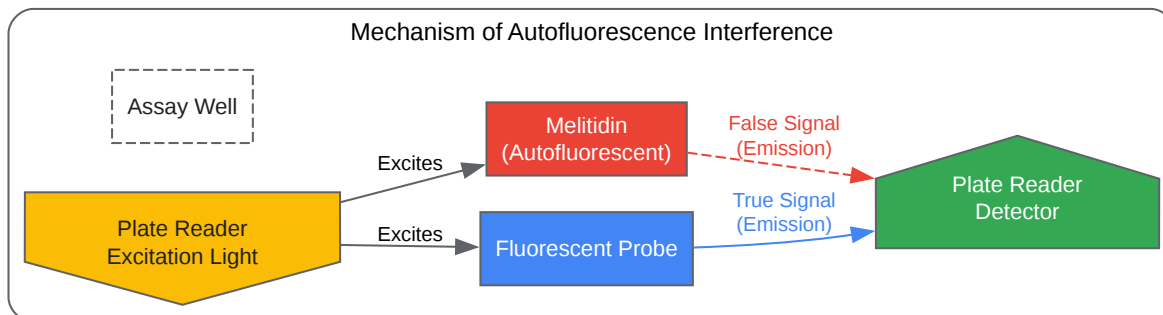 Mechanism of Autofluorescence Interference
Assay Well
Plate Reader
Excitation Light
Excites
Excites
Melitidin
(Autofluorescent)
Fluorescent Probe
False Signal
(Emission)
True Signal
(Emission)
Plate Reader
Detector